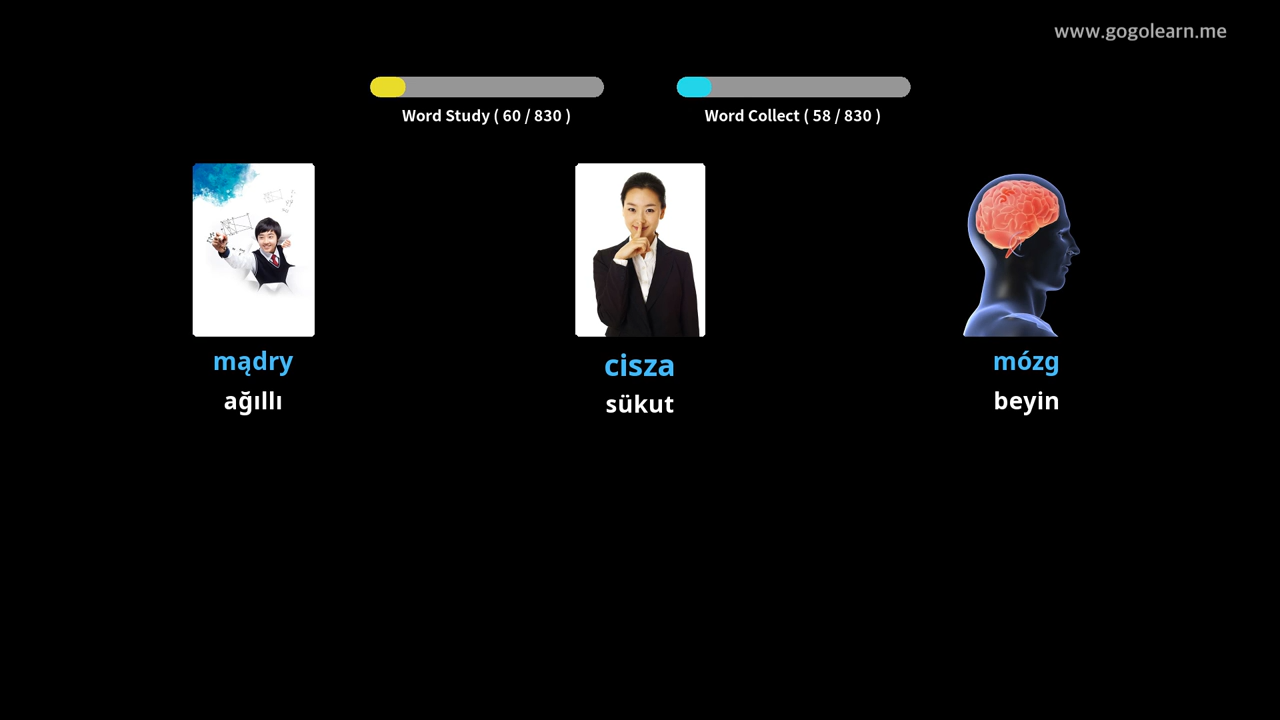 www.gogolearn.me
Word Study ( 60 / 830 )
Word Collect ( 58 / 830 )
mądry
ağıllı
cisza
sükut
mózg
beyin